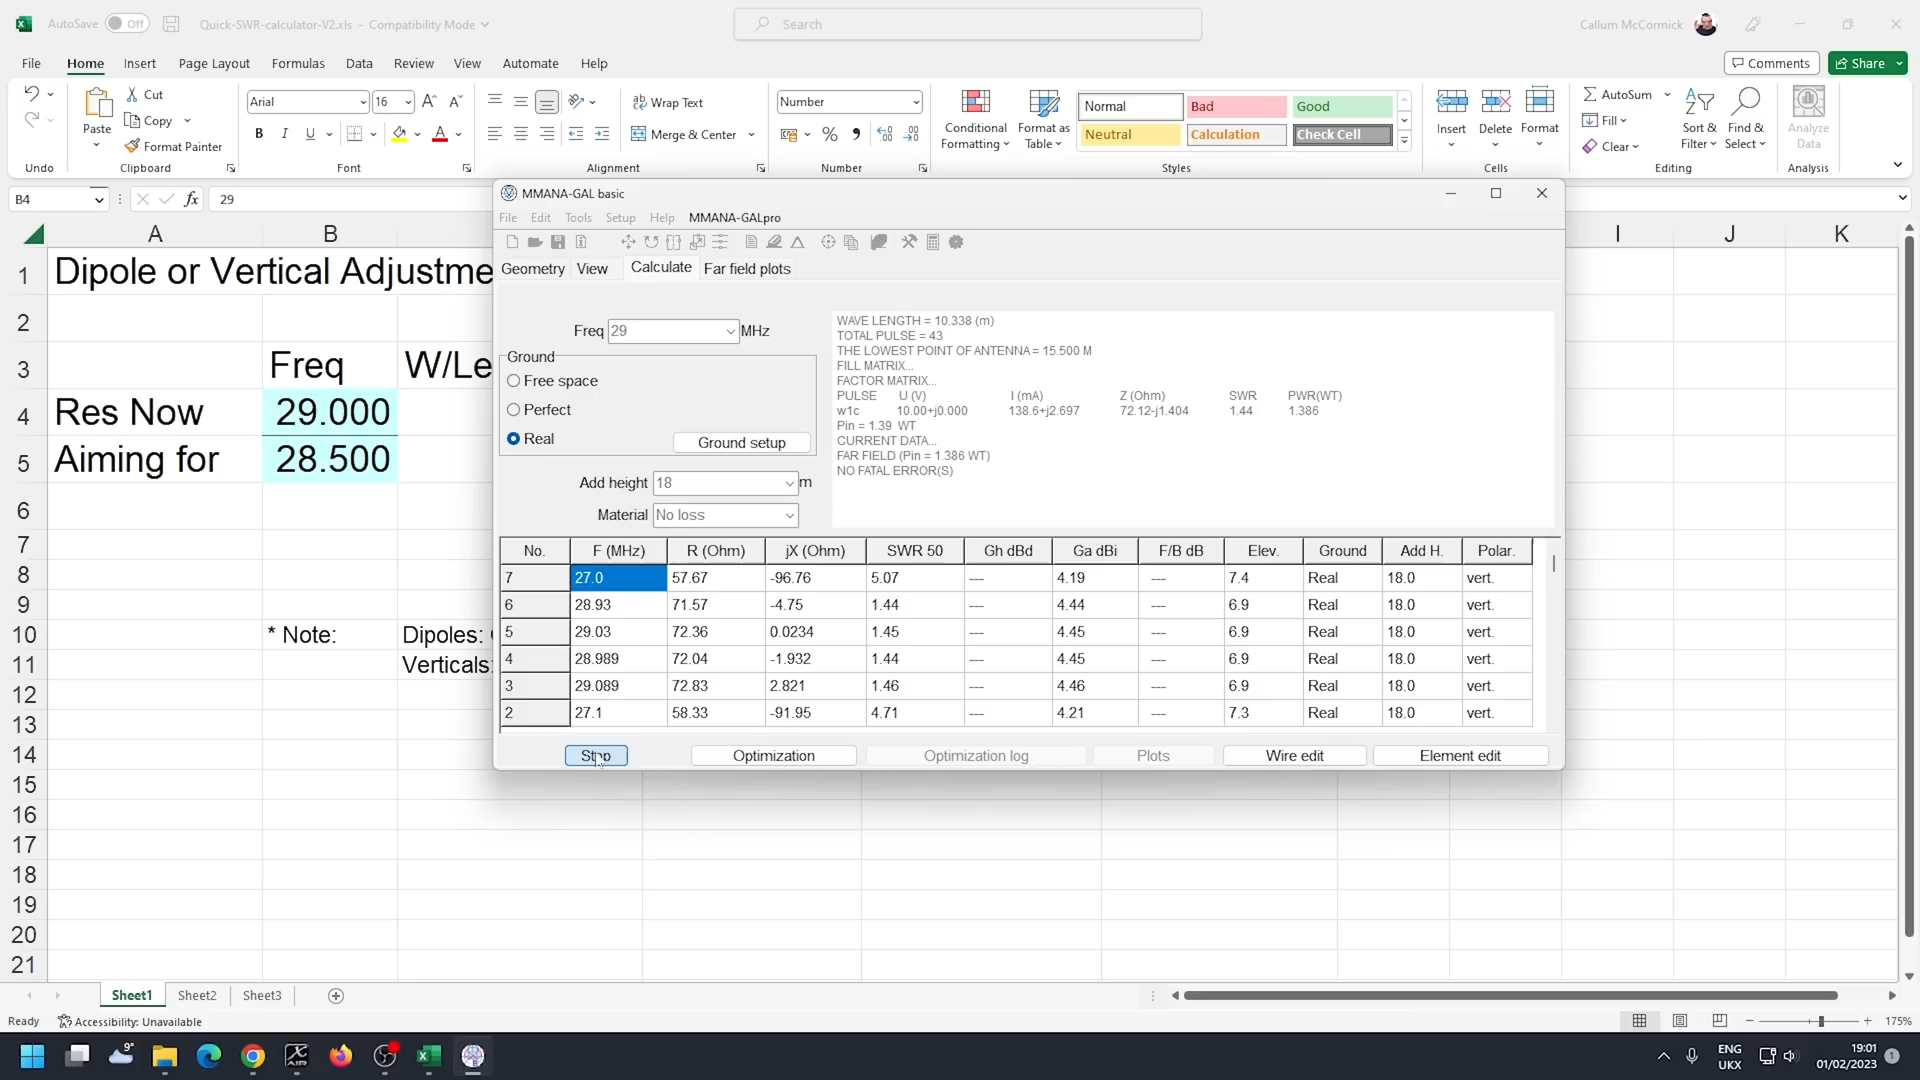 AutoSave Off Quick-SWR-calculator-V2.xls - Compatibility Mode Search Callum McCormick
File Home Insert Page Layout Formulas Data Review View Automate Help Comments Share
Paste Cut Copy Format Painter
Arial 16 B I U A
Wrap Text Merge & Center
Number % ,
Conditional Formatting Format as Table
Normal Bad Good
Neutral Calculation Check Cell
Insert Delete Format
AutoSum Fill Clear
Sort & Filter Find & Select
Analyze Data
Undo Clipboard Font Alignment Number Styles Cells Editing Analysis
B4 fx 29
A B I J K
1 Dipole or Vertical Adjustme
2
3 Freq W/Le
4 Res Now 29.000
5 Aiming for 28.500
6
7
8
9
10 * Note: Dipoles:
11 Verticals:
12
13
14
15
16
17
18
19
20
21
MMANA-GAL basic
File Edit Tools Setup Help MMANA-GALpro
Geometry View Calculate Far field plots
Freq 29 MHz
Ground
Free space
Perfect
Real Ground setup
Add height 18 m
Material No loss
WAVE LENGTH = 10.338 (m)
TOTAL PULSE = 43
THE LOWEST POINT OF ANTENNA = 15.500 M
FILL MATRIX...
FACTOR MATRIX...
PULSE U (V) I (mA) Z (Ohm) SWR PWR(WT)
w1c 10.00+j0.000 138.6+j2.697 72.12-j1.404 1.44 1.386
Pin = 1.39 WT
CURRENT DATA...
FAR FIELD (Pin = 1.386 WT)
NO FATAL ERROR(S)
No. F (MHz) R (Ohm) jX (Ohm) SWR 50 Gh dBd Ga dBi F/B dB Elev. Ground Add H. Polar.
7 27.0 57.67 -96.76 5.07 --- 4.19 --- 7.4 Real 18.0 vert.
6 28.93 71.57 -4.75 1.44 --- 4.44 --- 6.9 Real 18.0 vert.
5 29.03 72.36 0.0234 1.45 --- 4.45 --- 6.9 Real 18.0 vert.
4 28.989 72.04 -1.932 1.44 --- 4.45 --- 6.9 Real 18.0 vert.
3 29.089 72.83 2.821 1.46 --- 4.46 --- 6.9 Real 18.0 vert.
2 27.1 58.33 -91.95 4.71 --- 4.21 --- 7.3 Real 18.0 vert.
Stop Optimization Optimization log Plots Wire edit Element edit
Sheet1 Sheet2 Sheet3
Ready Accessibility: Unavailable 175%
9° ENG 19:01
UKX 01/02/2023 1